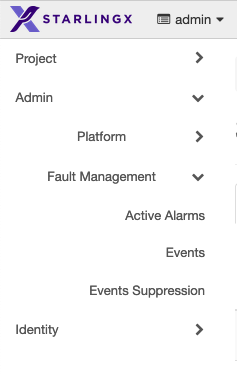 STARLINGX admin
Project
Admin
Platform
Fault Management
Active Alarms
Events
Events Suppression
Identity